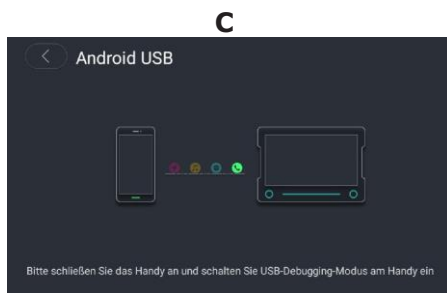 C
Android USB
Bitte schließen Sie das Handy an und schalten Sie USB-Debugging-Modus am Handy ein